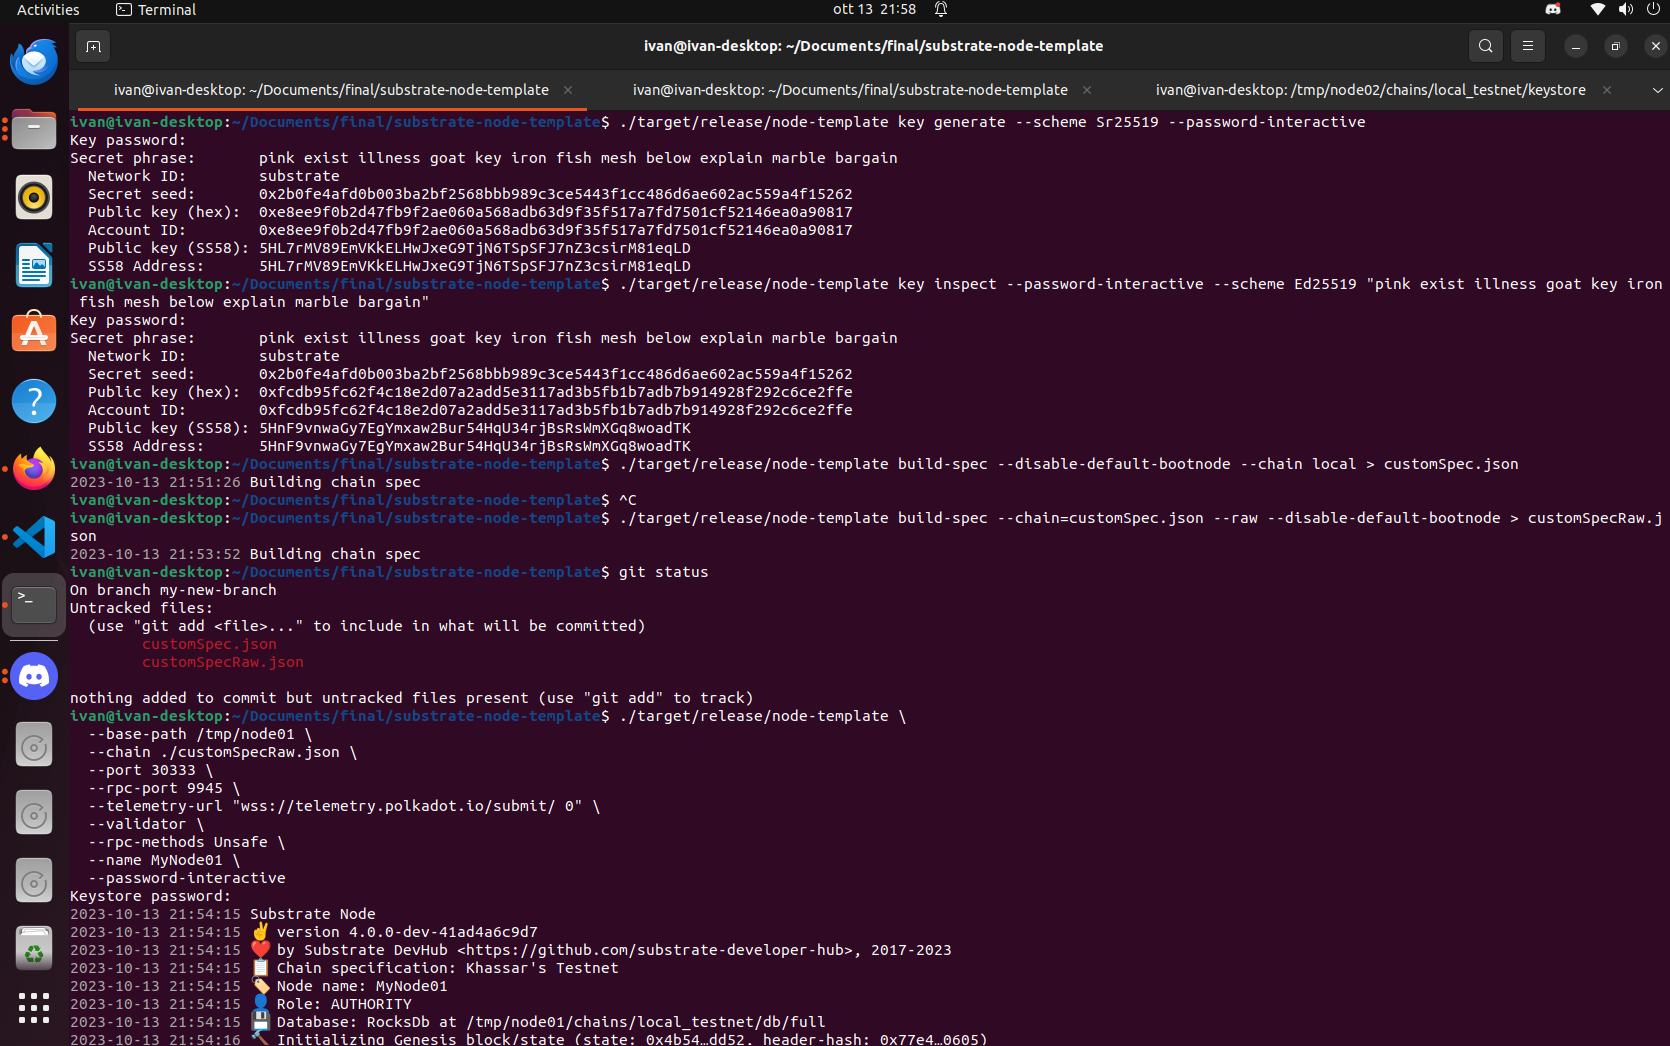 Activities
Terminal
ott 13 21:58
ivan@ivan-desktop: ~/Documents/final/substrate-node-template
ivan@ivan-desktop: ~/Documents/final/substrate-node-template
ivan@ivan-desktop: ~/Documents/final/substrate-node-template
ivan@ivan-desktop: /tmp/node02/chains/local_testnet/keystore
ivan@ivan-desktop:~/Documents/final/substrate-node-template$ ./target/release/node-template key generate --scheme Sr25519 --password-interactive
Key password:
Secret phrase:       pink exist illness goat key iron fish mesh below explain marble bargain
  Network ID:        substrate
  Secret seed:       0x2b0fe4afd0b003ba2bf2568bbb989c3ce5443f1cc486d6ae602ac559a4f15262
  Public key (hex):  0xe8ee9f0b2d47fb9f2ae060a568adb63d9f35f517a7fd7501cf52146ea0a90817
  Account ID:        0xe8ee9f0b2d47fb9f2ae060a568adb63d9f35f517a7fd7501cf52146ea0a90817
  Public key (SS58): 5HL7rMV89EmVKkELHwJxeG9TjN6TSpSFJ7nZ3csirM81eqLD
  SS58 Address:      5HL7rMV89EmVKkELHwJxeG9TjN6TSpSFJ7nZ3csirM81eqLD
ivan@ivan-desktop:~/Documents/final/substrate-node-template$ ./target/release/node-template key inspect --password-interactive --scheme Ed25519 "pink exist illness goat key iron
 fish mesh below explain marble bargain"
Key password:
Secret phrase:       pink exist illness goat key iron fish mesh below explain marble bargain
  Network ID:        substrate
  Secret seed:       0x2b0fe4afd0b003ba2bf2568bbb989c3ce5443f1cc486d6ae602ac559a4f15262
  Public key (hex):  0xfcdb95fc62f4c18e2d07a2add5e3117ad3b5fb1b7adb7b914928f292c6ce2ffe
  Account ID:        0xfcdb95fc62f4c18e2d07a2add5e3117ad3b5fb1b7adb7b914928f292c6ce2ffe
  Public key (SS58): 5HnF9vnwaGy7EgYmxaw2Bur54HqU34rjBsRsWmXGq8woadTK
  SS58 Address:      5HnF9vnwaGy7EgYmxaw2Bur54HqU34rjBsRsWmXGq8woadTK
ivan@ivan-desktop:~/Documents/final/substrate-node-template$ ./target/release/node-template build-spec --disable-default-bootnode --chain local > customSpec.json
2023-10-13 21:51:26 Building chain spec
ivan@ivan-desktop:~/Documents/final/substrate-node-template$ ^C
ivan@ivan-desktop:~/Documents/final/substrate-node-template$ ./target/release/node-template build-spec --chain=customSpec.json --raw --disable-default-bootnode > customSpecRaw.j
son
2023-10-13 21:53:52 Building chain spec
ivan@ivan-desktop:~/Documents/final/substrate-node-template$ git status
On branch my-new-branch
Untracked files:
  (use "git add <file>..." to include in what will be committed)
        customSpec.json
        customSpecRaw.json
nothing added to commit but untracked files present (use "git add" to track)
ivan@ivan-desktop:~/Documents/final/substrate-node-template$ ./target/release/node-template \
  --base-path /tmp/node01 \
  --chain ./customSpecRaw.json \
  --port 30333 \
  --rpc-port 9945 \
  --telemetry-url "wss://telemetry.polkadot.io/submit/ 0" \
  --validator \
  --rpc-methods Unsafe \
  --name MyNode01 \
  --password-interactive
Keystore password:
2023-10-13 21:54:15 Substrate Node
2023-10-13 21:54:15 ✌️ version 4.0.0-dev-41ad4a6c9d7
2023-10-13 21:54:15 ❤️ by Substrate DevHub <https://github.com/substrate-developer-hub>, 2017-2023
2023-10-13 21:54:15 📋 Chain specification: Khassar's Testnet
2023-10-13 21:54:15 🏷 Node name: MyNode01
2023-10-13 21:54:15 👤 Role: AUTHORITY
2023-10-13 21:54:15 💾 Database: RocksDb at /tmp/node01/chains/local_testnet/db/full
2023-10-13 21:54:16 🔨 Initializing Genesis block/state (state: 0x4b54…dd52, header-hash: 0x77e4…0605)